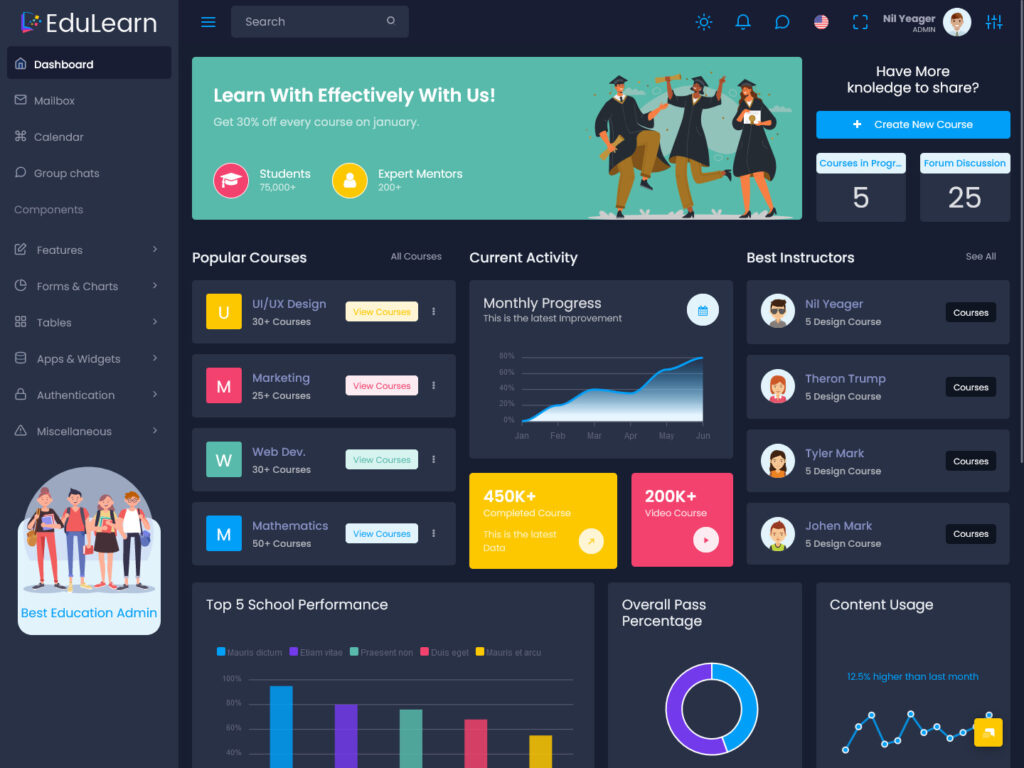 EduLearn
Search
Nil Yeager
ADMIN
Dashboard
Mailbox
Calendar
Group chats
Components
Features
Forms & Charts
Tables
Apps & Widgets
Authentication
Miscellaneous
Best Education Admin
Learn With Effectively With Us!
Get 30% off every course on january.
Students
75,000+
Expert Mentors
200+
Have More
knoledge to share?
+ Create New Course
Courses in Progr...
5
Forum Discussion
25
Popular Courses
All Courses
U
UI/UX Design
30+ Courses
View Courses
M
Marketing
25+ Courses
View Courses
W
Web Dev.
30+ Courses
View Courses
M
Mathematics
50+ Courses
View Courses
Current Activity
Monthly Progress
This is the latest Improvement
80%
60%
40%
20%
0%
Jan Feb Mar Apr May Jun
450K+
Completed Course
This is the latest
Data
200K+
Video Course
Best Instructors
See All
Nil Yeager
5 Design Course
Courses
Theron Trump
5 Design Course
Courses
Tyler Mark
5 Design Course
Courses
Johen Mark
5 Design Course
Courses
Top 5 School Performance
Mauris dictum Etiam vitae Praesent non Duis eget Mauris et arcu
100%
80%
60%
40%
Overall Pass
Percentage
Content Usage
12.5% higher than last month